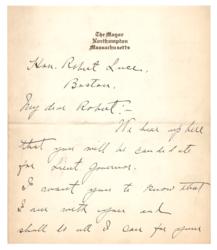 The Mayor
Northampton
Massachusetts
Hon. Robert Luce,
Boston.
My dear Robert:-
We hear up here
that you will be candidate
for Lieut Governor.
I want you to know that
I am with you and
shall do all I can for you